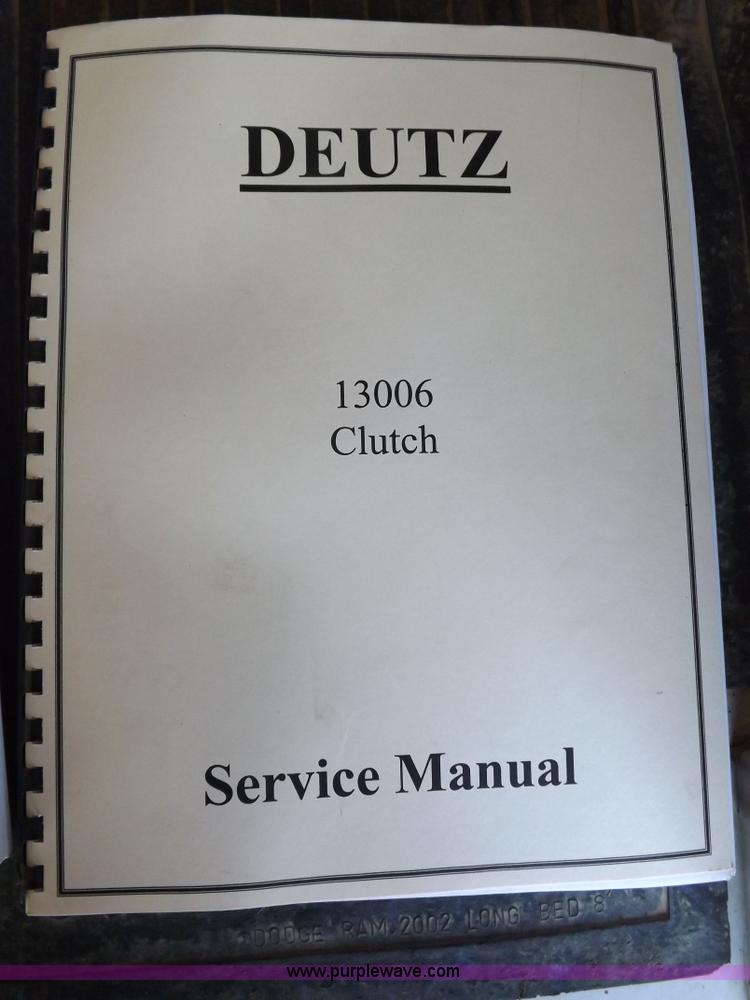 DEUTZ
13006
Clutch
Service Manual
DODGE RAM 2002 LONG BED 8'
www.purplewave.com